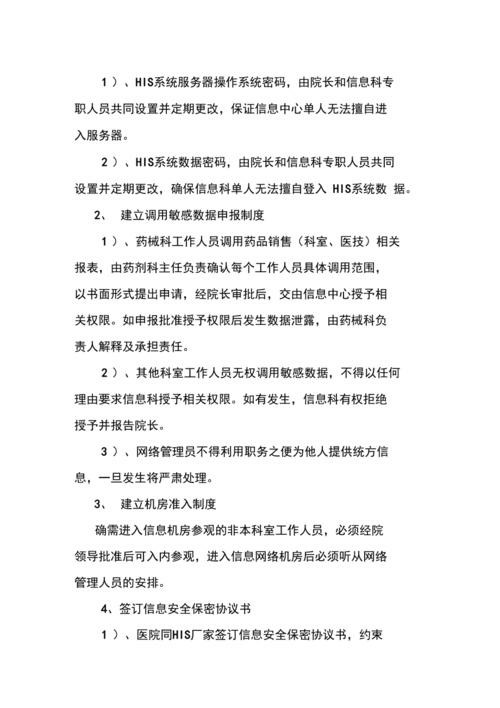 1 ）、HIS系统服务器操作系统密码，由院长和信息科专
职人员共同设置并定期更改，保证信息中心单人无法擅自进
入服务器。
2 ）、HIS系统数据密码，由院长和信息科专职人员共同
设置并定期更改，确保信息科单人无法擅自登入 HIS系统数 据。
2、 建立调用敏感数据申报制度
1 ）、药械科工作人员调用药品销售（科室、医技）相关
报表，由药剂科主任负责确认每个工作人员具体调用范围，
以书面形式提出申请，经院长审批后，交由信息中心授予相
关权限。如申报批准授予权限后发生数据泄露，由药械科负
责人解释及承担责任。
2 ）、其他科室工作人员无权调用敏感数据，不得以任何
理由要求信息科授予相关权限。如有发生，信息科有权拒绝
授予并报告院长。
3 ）、网络管理员不得利用职务之便为他人提供统方信
息，一旦发生将严肃处理。
3、 建立机房准入制度
确需进入信息机房参观的非本科室工作人员，必须经院
领导批准后可入内参观，进入信息网络机房后必须听从网络
管理人员的安排。
4、签订信息安全保密协议书
1 ）、医院同HIS厂家签订信息安全保密协议书，约束